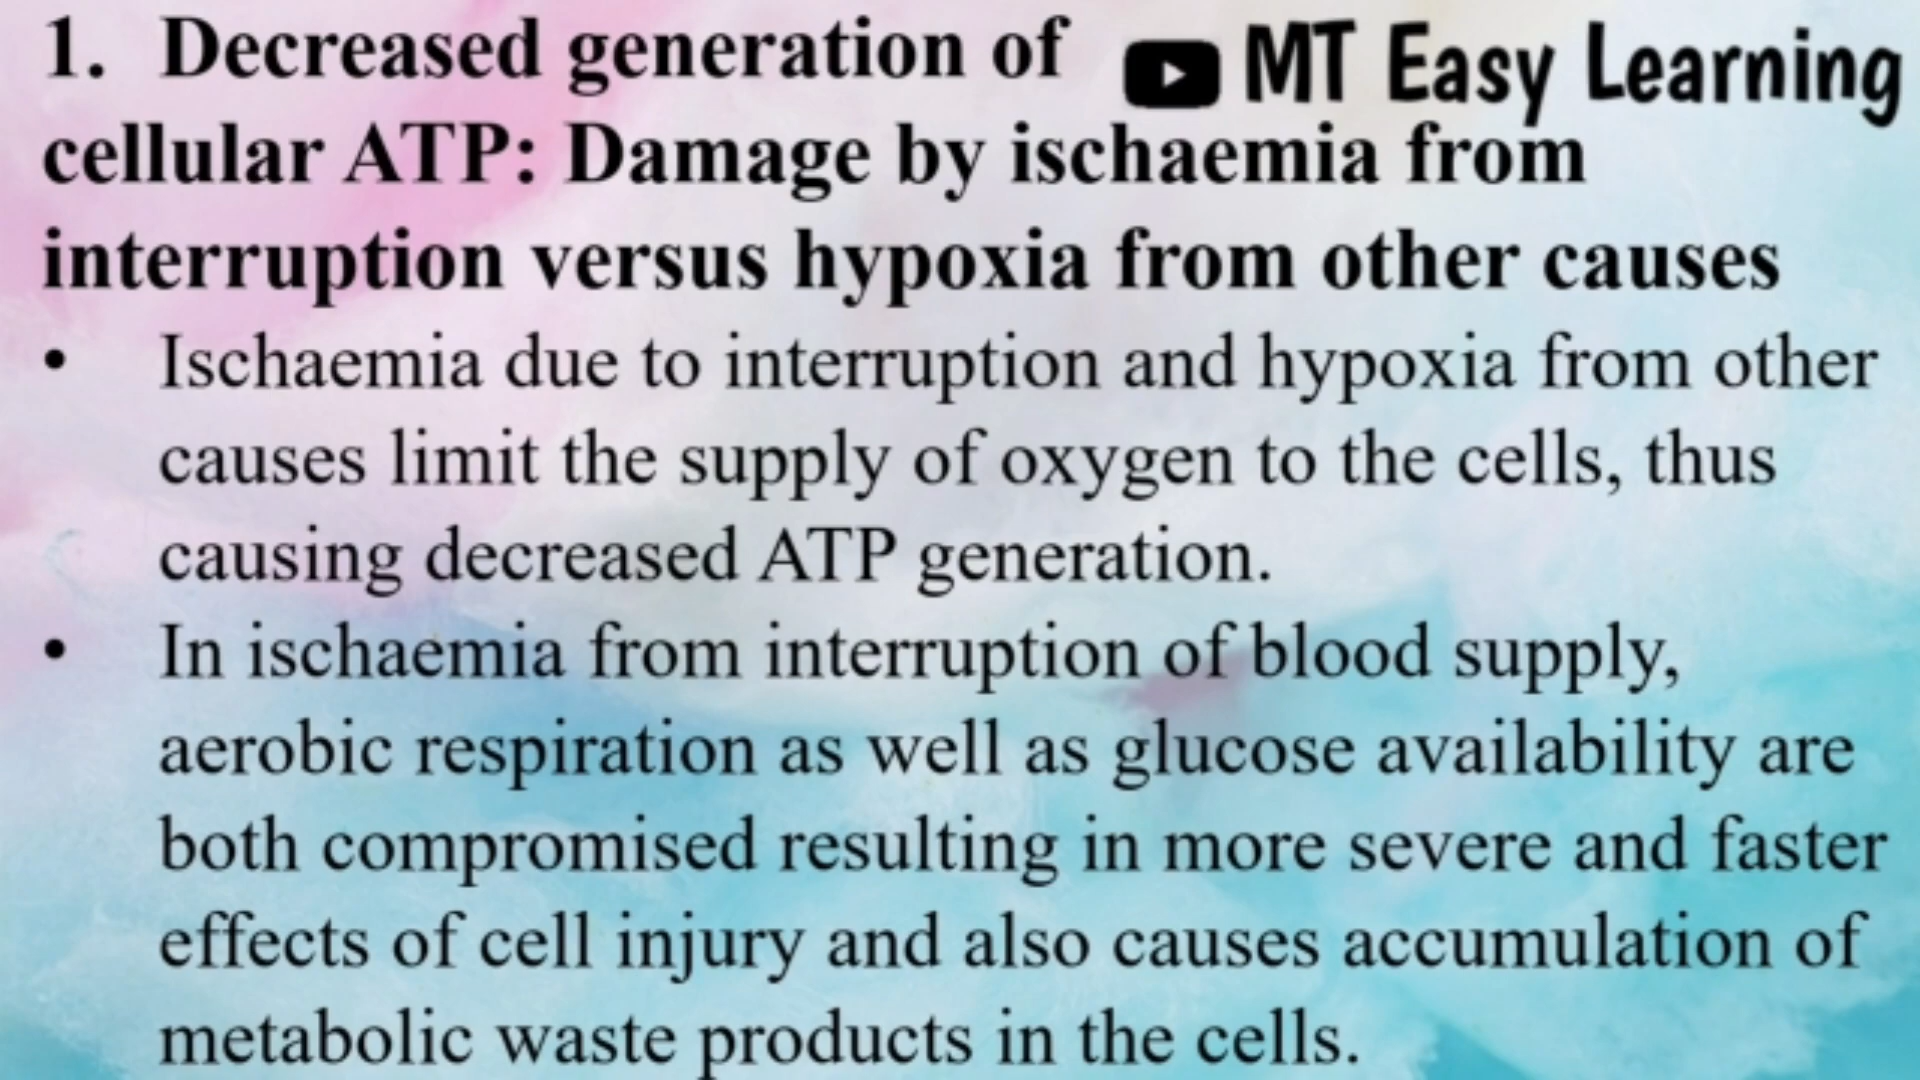 1. Decreased generation of
MT Easy Learning
cellular ATP: Damage by ischaemia from
interruption versus hypoxia from other causes
• Ischaemia due to interruption and hypoxia from other
causes limit the supply of oxygen to the cells, thus
causing decreased ATP generation.
• In ischaemia from interruption of blood supply,
aerobic respiration as well as glucose availability are
both compromised resulting in more severe and faster
effects of cell injury and also causes accumulation of
metabolic waste products in the cells.